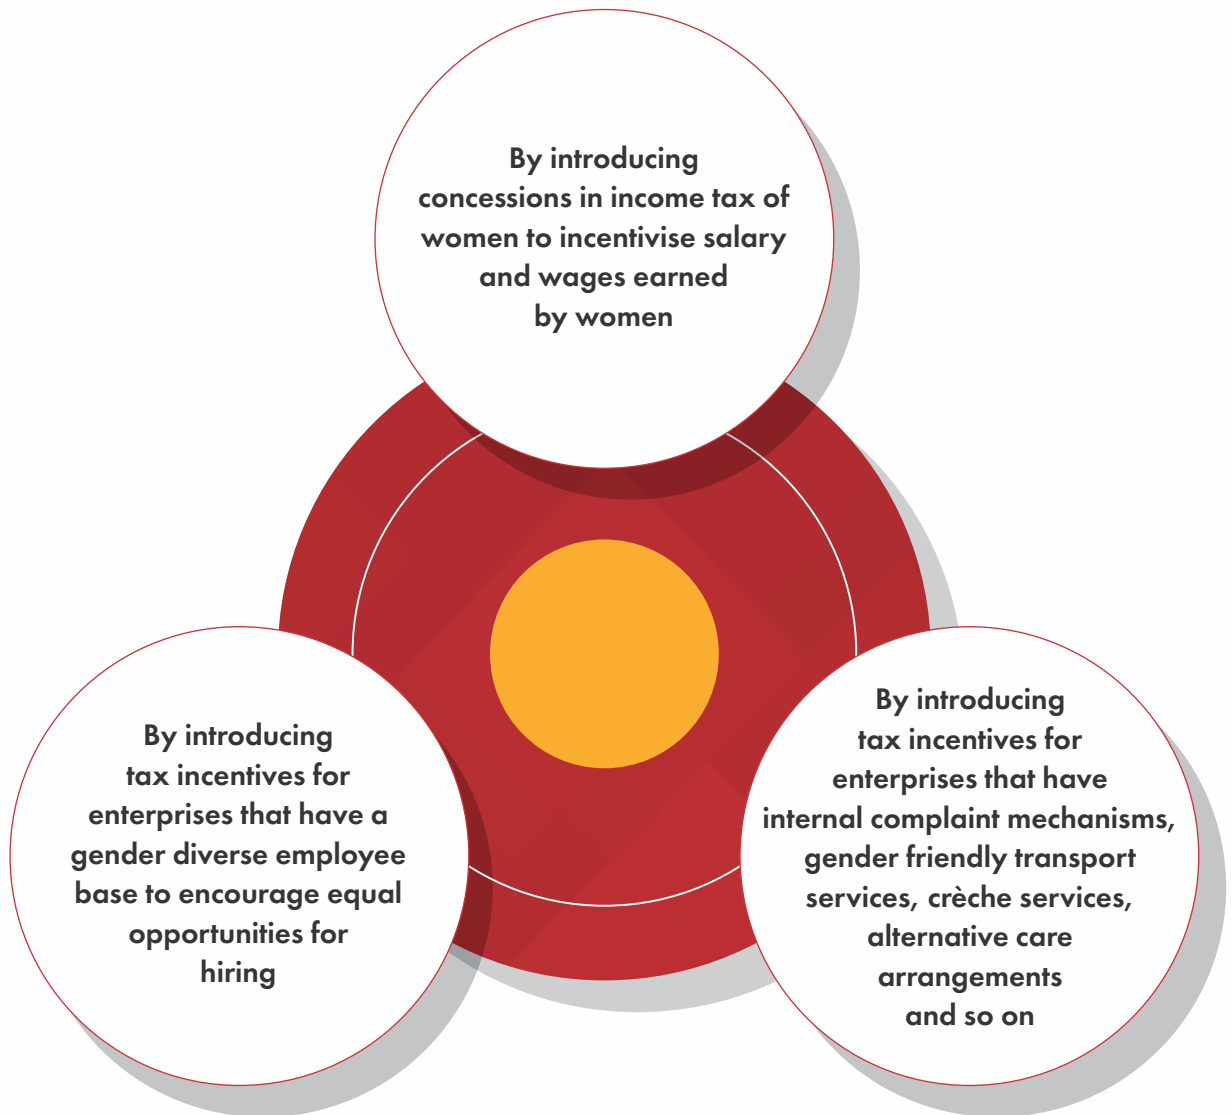 By introducing
concessions in income tax of
women to incentivise salary
and wages earned
by women
By introducing
tax incentives for
enterprises that have a
gender diverse employee
base to encourage equal
opportunities for
hiring
By introducing
tax incentives for
enterprises that have
internal complaint mechanisms,
gender friendly transport
services, crèche services,
alternative care
arrangements
and so on